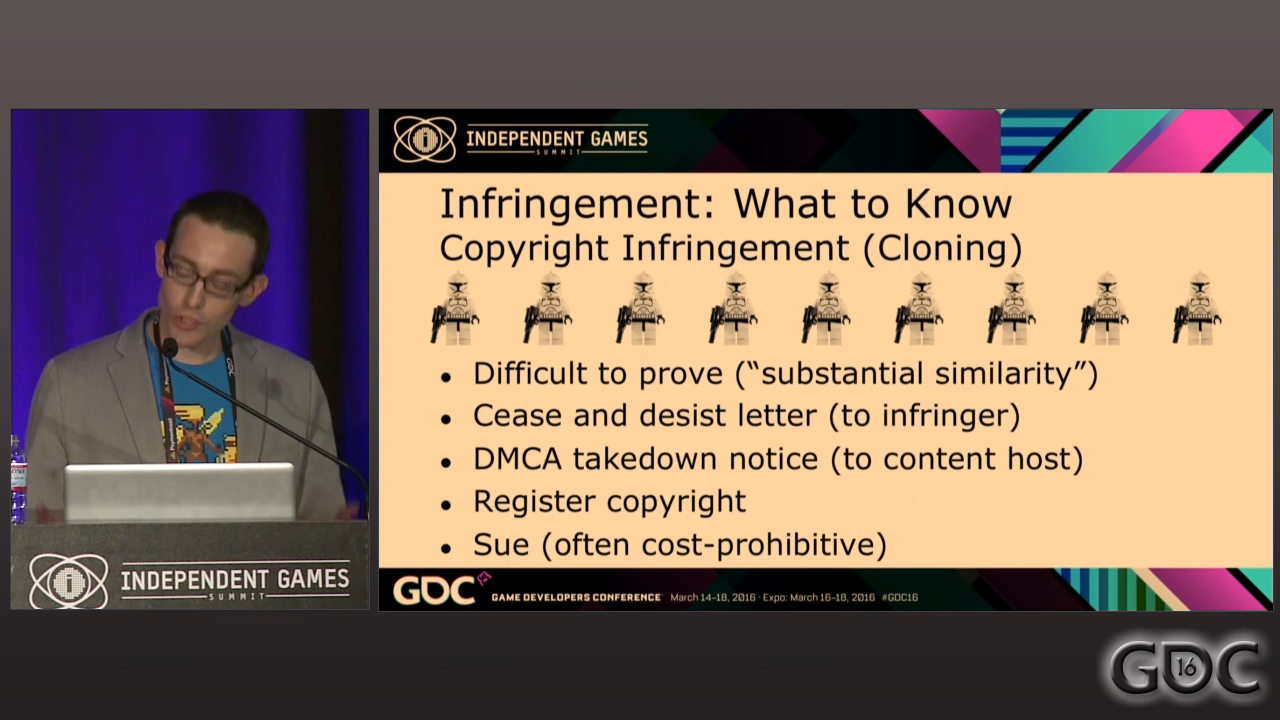 INDEPENDENT GAMES
SUMMIT
Infringement: What to Know
Copyright Infringement (Cloning)
• Difficult to prove (“substantial similarity”)
• Cease and desist letter (to infringer)
• DMCA takedown notice (to content host)
• Register copyright
• Sue (often cost-prohibitive)
GDC GAME DEVELOPERS CONFERENCE March 14–18, 2016 · Expo: March 16–18, 2016 #GDC16
INDEPENDENT GAMES
SUMMIT
GDC
16